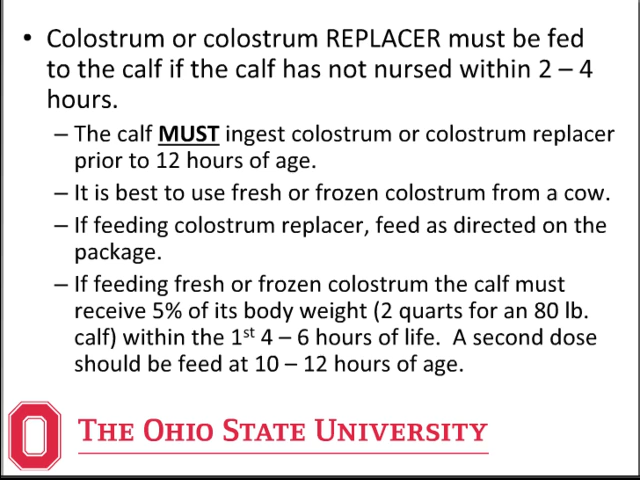 • Colostrum or colostrum REPLACER must be fed
to the calf if the calf has not nursed within 2 – 4
hours.
– The calf MUST ingest colostrum or colostrum replacer
prior to 12 hours of age.
– It is best to use fresh or frozen colostrum from a cow.
– If feeding colostrum replacer, feed as directed on the
package.
– If feeding fresh or frozen colostrum the calf must
receive 5% of its body weight (2 quarts for an 80 lb.
calf) within the 1st 4 – 6 hours of life.  A second dose
should be feed at 10 – 12 hours of age.
THE OHIO STATE UNIVERSITY